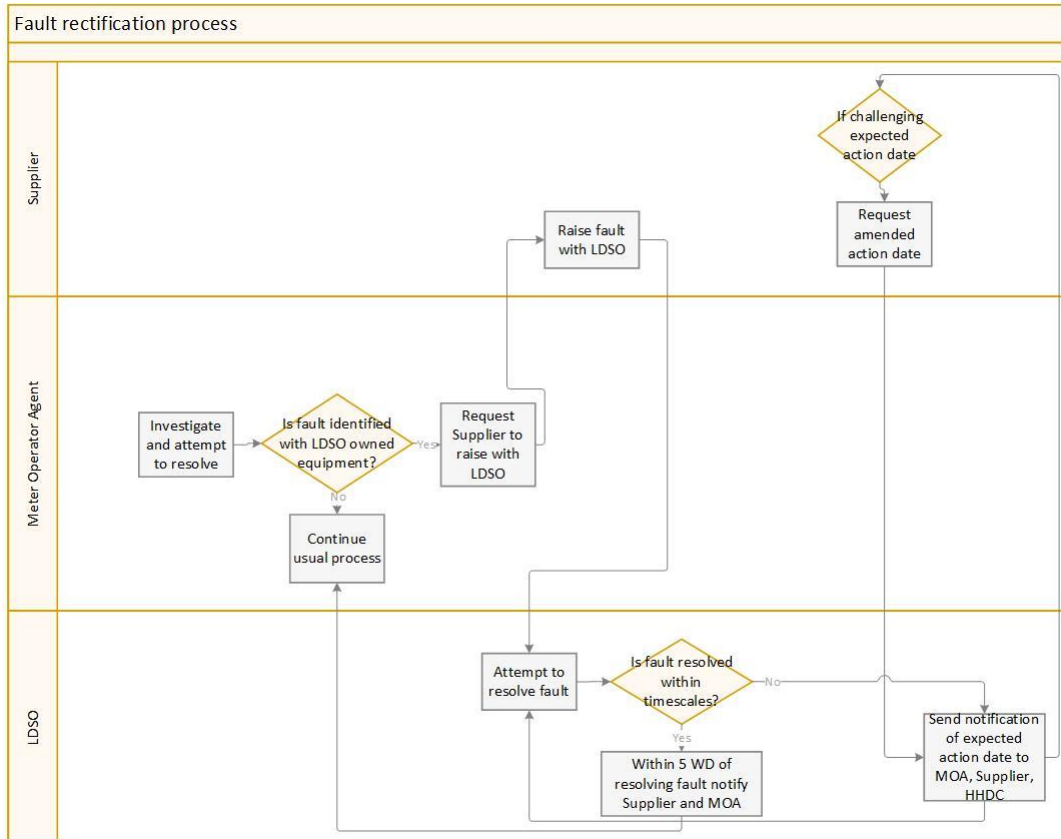 Fault rectification process
Supplier
If challenging
expected
action date
Request
amended
action date
Raise fault
with LDSO
Meter Operator Agent
Investigate
and attempt
to resolve
Is fault identified
with LDSO owned
equipment?
Yes
Request
Supplier to
raise with
LDSO
No
Continue
usual process
LDSO
Attempt to
resolve fault
Is fault resolved
within
timescales?
No
Yes
Within 5 WD of
resolving fault notify
Supplier and MOA
Send notification
of expected
action date to
MOA, Supplier,
HHDC